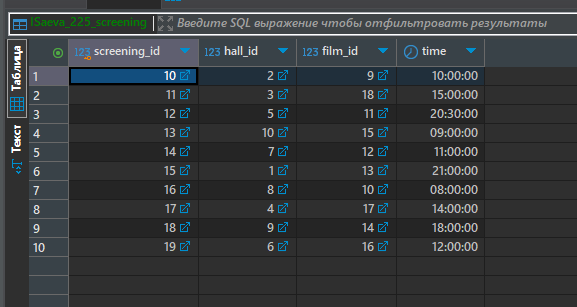 ISaeva_225_screening Введите SQL выражение чтобы отфильтровать результаты
Таблица
Текст
123 screening_id 123 hall_id 123 film_id time
1 10 2 9 10:00:00
2 11 3 18 15:00:00
3 12 5 11 20:30:00
4 13 10 15 09:00:00
5 14 7 12 11:00:00
6 15 1 13 21:00:00
7 16 8 10 08:00:00
8 17 4 17 14:00:00
9 18 9 14 18:00:00
10 19 6 16 12:00:00